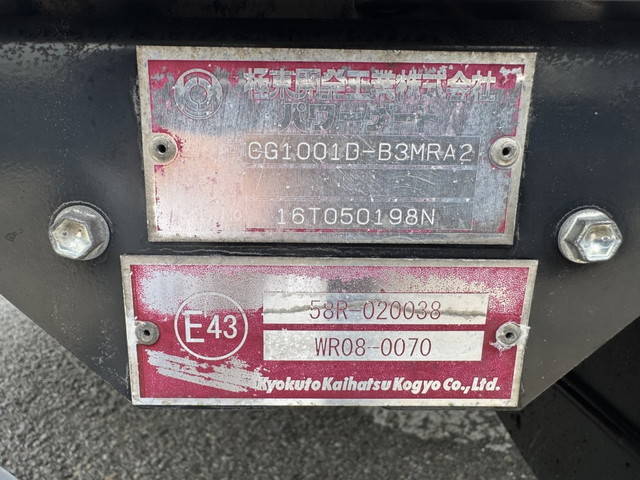 極東開発工業株式会社
パワーゲート
CG1001D-B3MRA2
16T050198N
E43
58R-020038
WR08-0070
Kyokuto Kaihatsu Kogyo Co., Ltd.